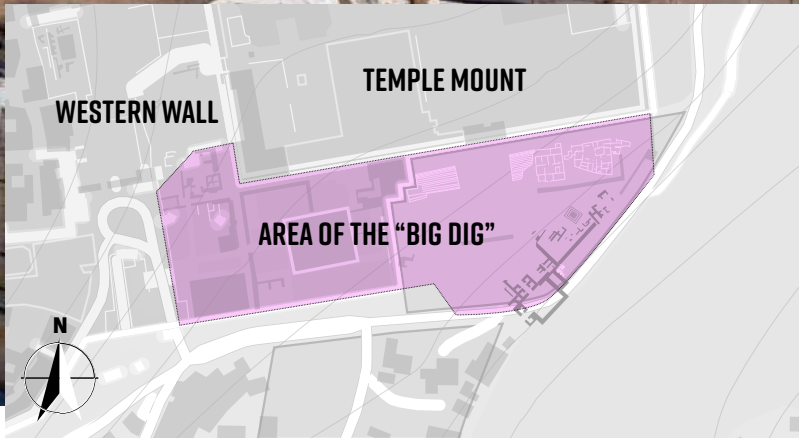 TEMPLE MOUNT
WESTERN WALL
AREA OF THE “BIG DIG”
N